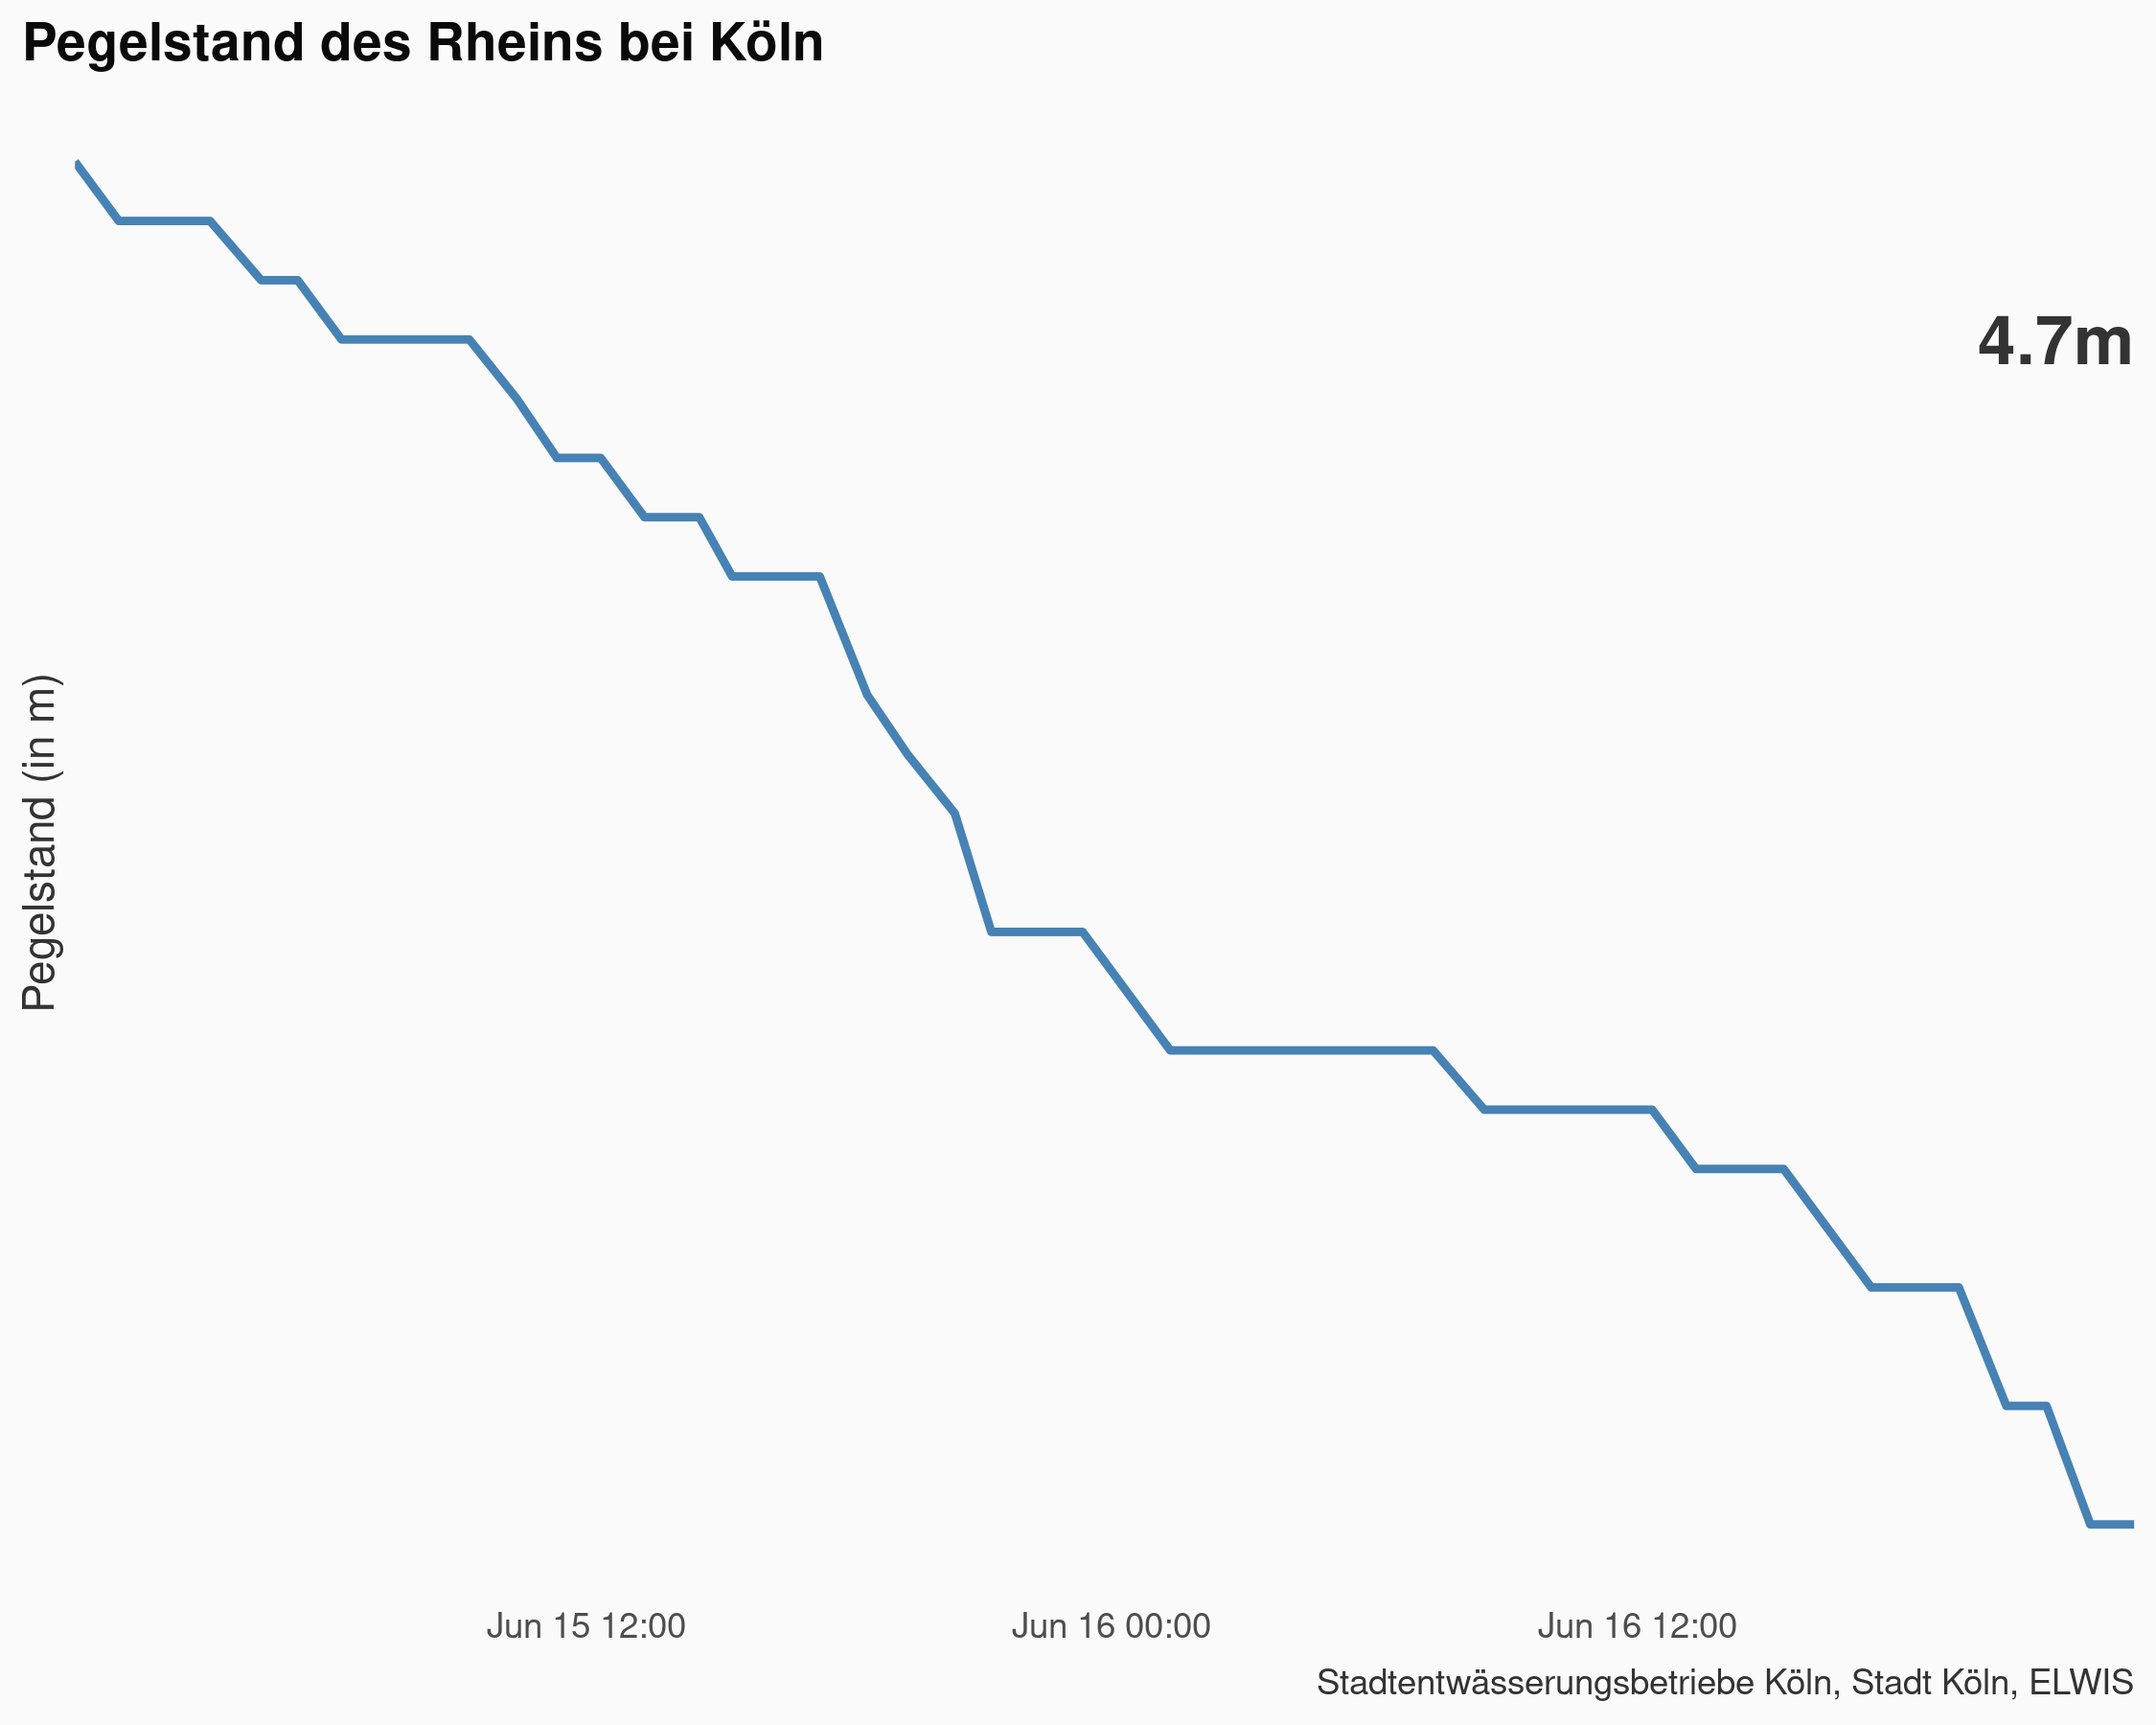 Pegelstand des Rheins bei Köln
4.7m
Pegelstand (in m)
Jun 15 12:00
Jun 16 00:00
Jun 16 12:00
Stadtentwässerungsbetriebe Köln, Stadt Köln, ELWIS